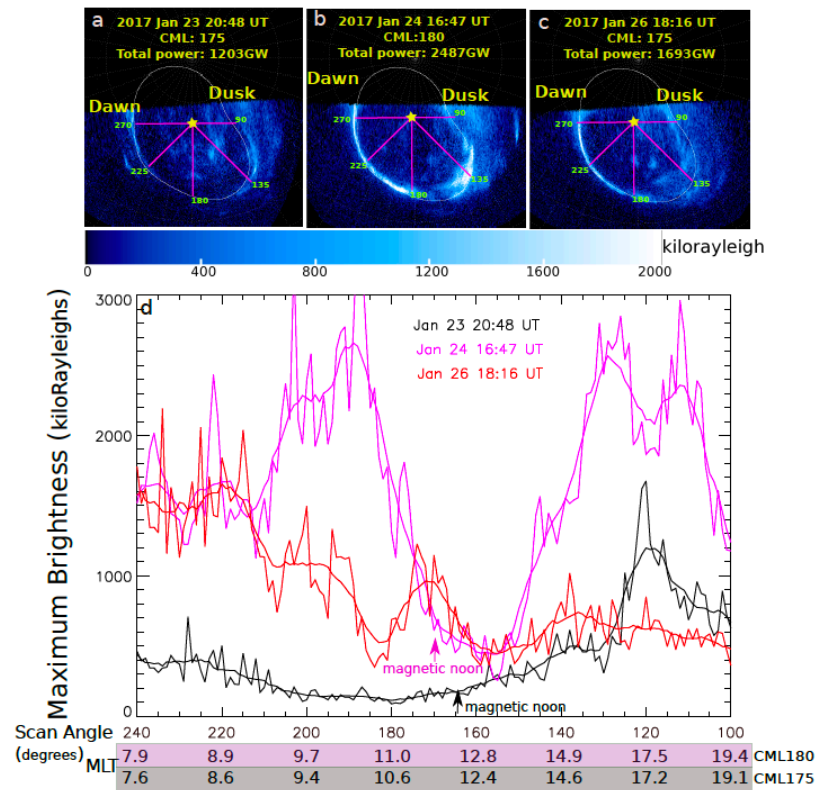 a
2017 Jan 23 20:48 UT
CML: 175
Total power: 1203GW
Dawn
Dusk
270
90
225
135
180
b
2017 Jan 24 16:47 UT
CML:180
Total power: 2487GW
Dawn
Dusk
270
90
225
135
180
c
2017 Jan 26 18:16 UT
CML: 175
Total power: 1693GW
Dawn
Dusk
270
90
225
135
180
kilorayleigh
0 400 800 1200 1600 2000
d
Maximum Brightness (kiloRayleighs)
3000
2000
1000
0
Jan 23 20:48 UT
Jan 24 16:47 UT
Jan 26 18:16 UT
magnetic noon
magnetic noon
Scan Angle
(degrees)
240 220 200 180 160 140 120 100
MLT
7.9 8.9 9.7 11.0 12.8 14.9 17.5 19.4 CML180
7.6 8.6 9.4 10.6 12.4 14.6 17.2 19.1 CML175